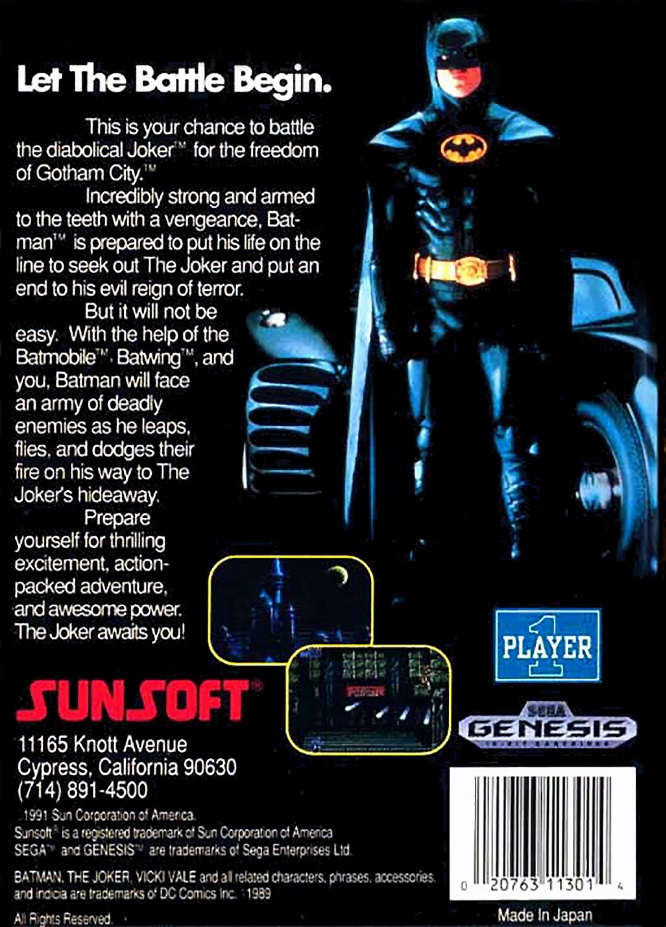 Let The Battle Begin.
This is your chance to battle
the diabolical Joker™ for the freedom
of Gotham City.™
Incredibly strong and armed
to the teeth with a vengeance, Bat-
man™ is prepared to put his life on the
line to seek out The Joker and put an
end to his evil reign of terror.
But it will not be
easy. With the help of the
Batmobile™, Batwing™, and
you, Batman will face
an army of deadly
enemies as he leaps,
flies, and dodges their
fire on his way to The
Joker's hideaway.
Prepare
yourself for thrilling
excitement, action-
packed adventure,
and awesome power.
The Joker awaits you!
1
PLAYER
SUNSOFT®
SEGA
GENESIS
16-BIT CARTRIDGE
11165 Knott Avenue
Cypress, California 90630
(714) 891-4500
1991 Sun Corporation of America.
Sunsoft® is a registered trademark of Sun Corporation of America
SEGA™ and GENESIS™ are trademarks of Sega Enterprises Ltd.
BATMAN, THE JOKER, VICKI VALE and all related characters, phrases, accessories,
and indicia are trademarks of DC Comics Inc. 1989
All Rights Reserved.
0 20763 11301 4
Made In Japan